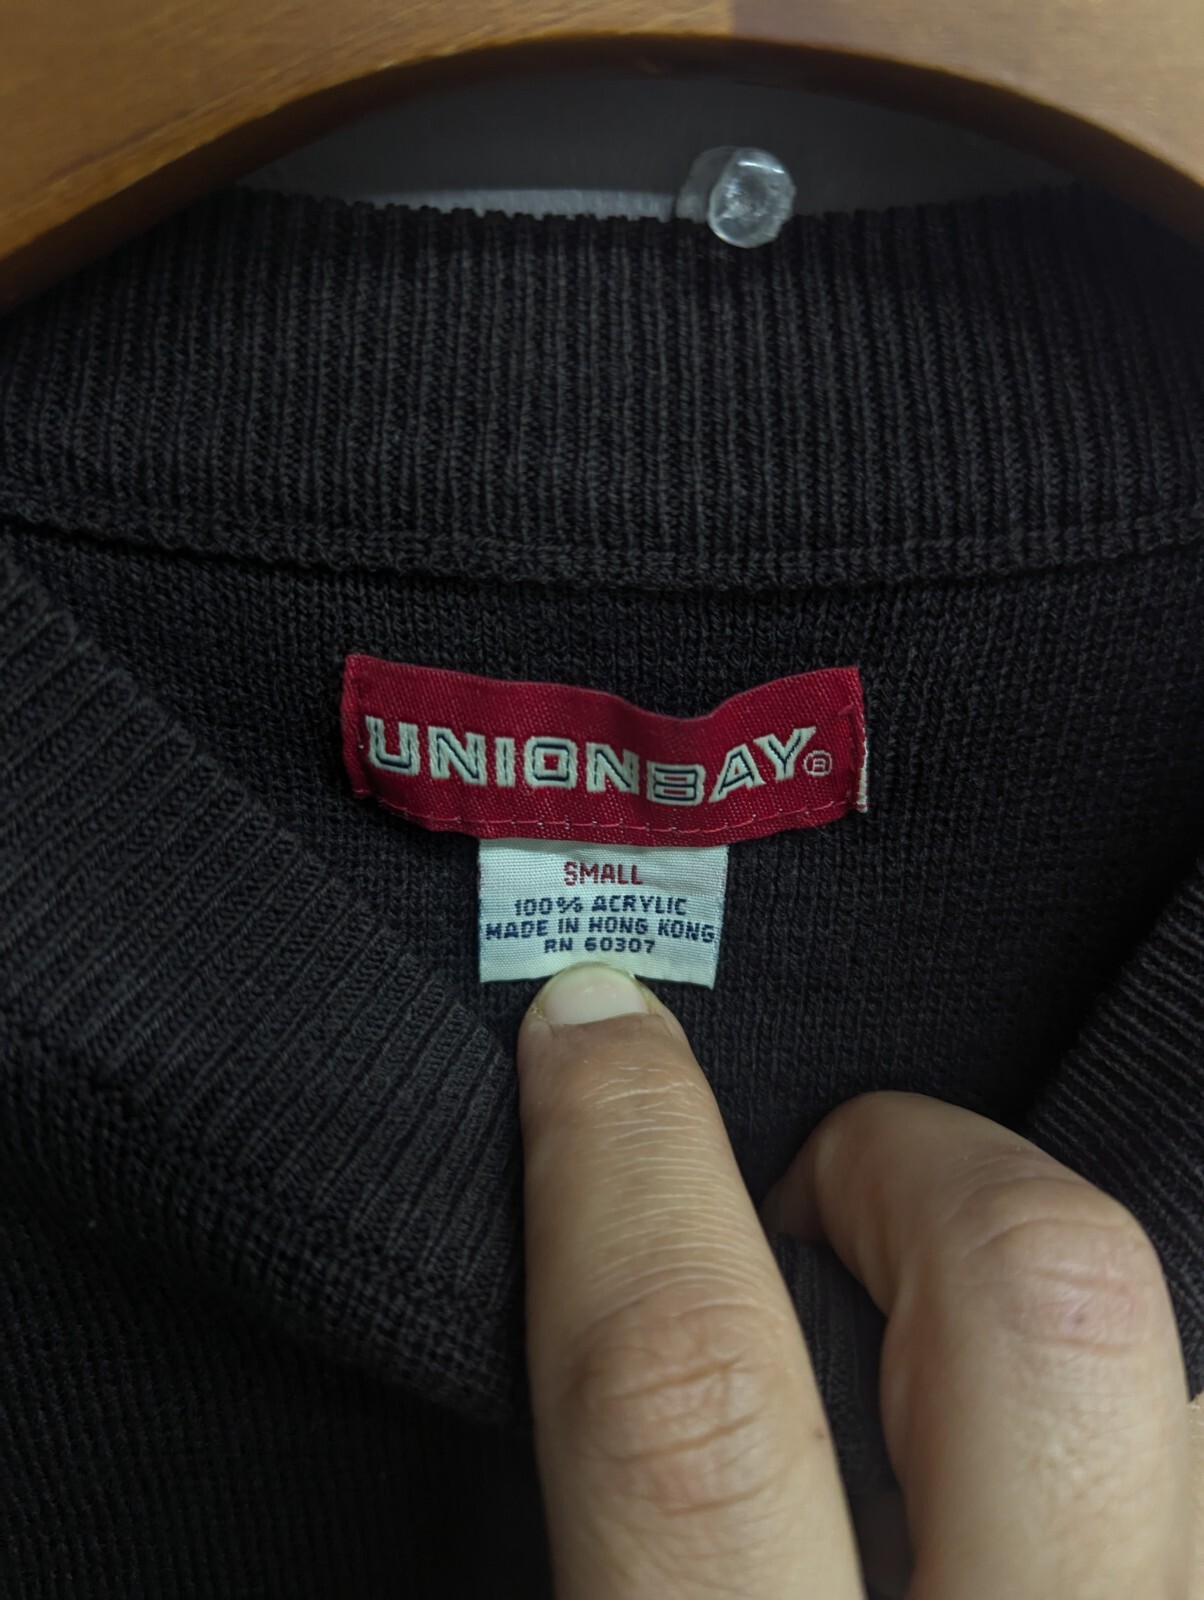 UNIONBAY®
SMALL
100% ACRYLIC
MADE IN HONG KONG
RN 60307